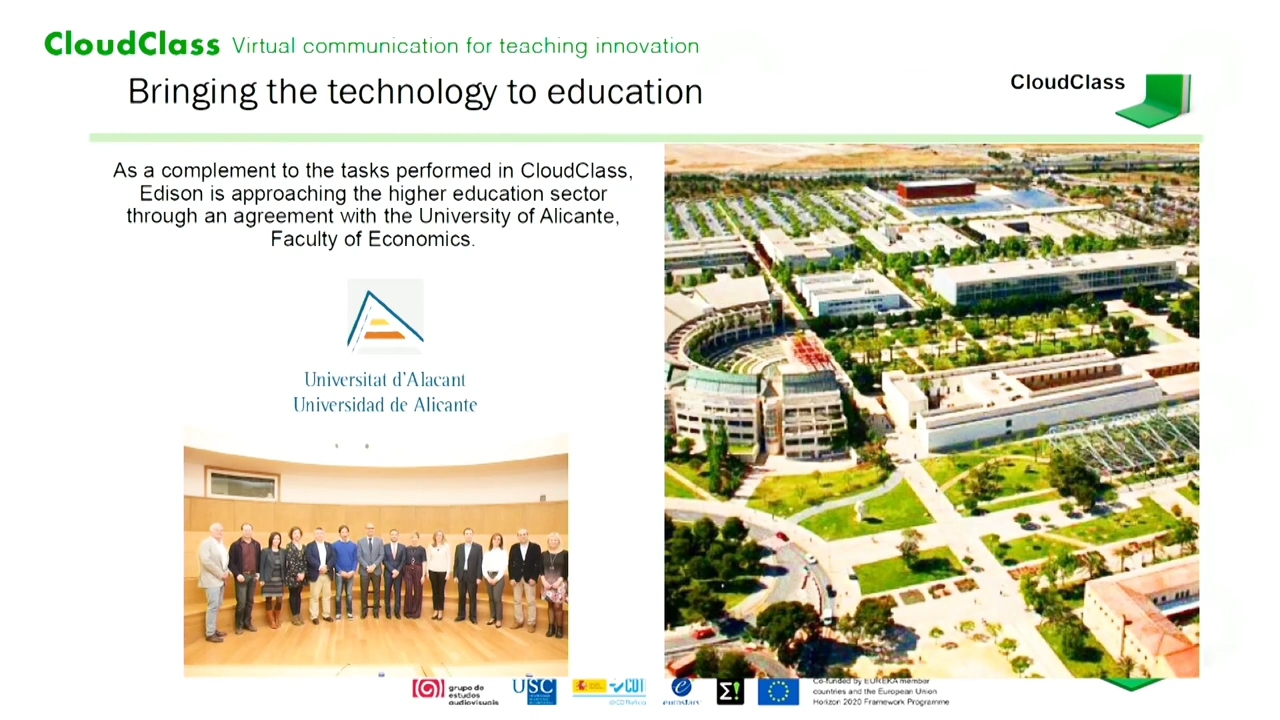 CloudClass Virtual communication for teaching innovation
Bringing the technology to education
CloudClass
As a complement to the tasks performed in CloudClass,
Edison is approaching the higher education sector
through an agreement with the University of Alicante,
Faculty of Economics.
Universitat d'Alacant
Universidad de Alicante
grupo de
estudos
audiovisuais
USC
CDTI
eurostars
Σ!
Co-funded by EUREKA member
countries and the European Union
Horizon 2020 Framework Programme